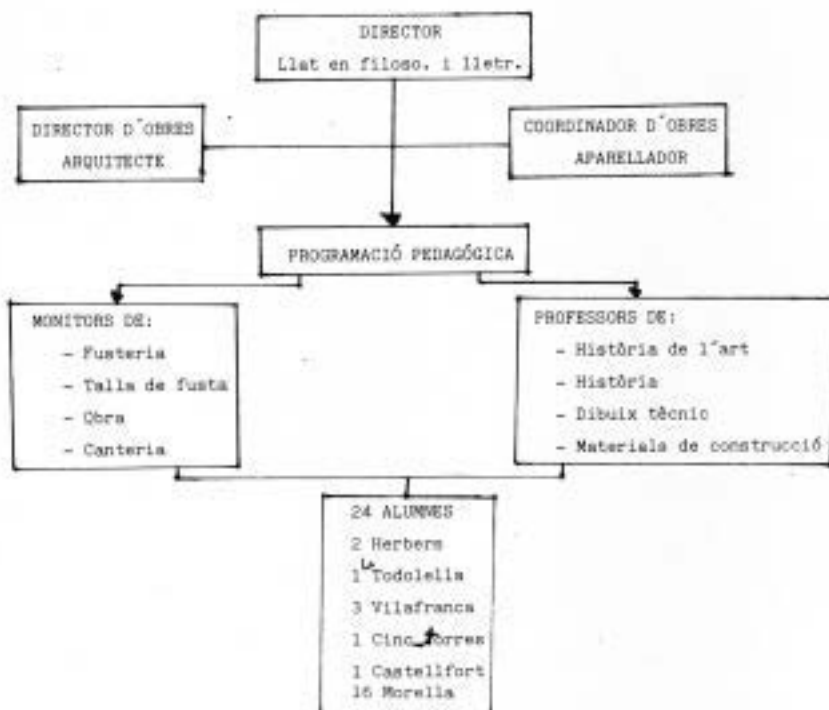 DIRECTOR
Llat en filoso. i lletr.
DIRECTOR D´OBRES
ARQUITECTE
COORDINADOR D´OBRES
APARELLADOR
PROGRAMACIÓ PEDAGÓGICA
MONITORS DE:
- Fusteria
- Talla de fusta
- Obra
- Canteria
PROFESSORS DE:
- Història de l´art
- Història
- Dibuix tècnic
- Materials de construcció
24 ALUMNES
2 Herbers
1 La Todolella
3 Vilafranca
1 Cinc_torres
1 Castellfort
16 Morella